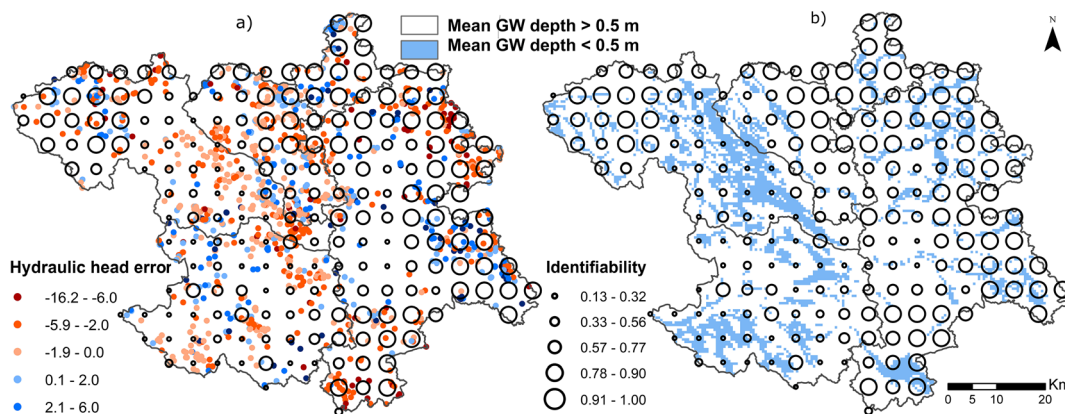 a)
Mean GW depth > 0.5 m
Mean GW depth < 0.5 m
b)
N
Hydraulic head error
-16.2 - -6.0
-5.9 - -2.0
-1.9 - 0.0
0.1 - 2.0
2.1 - 6.0
Identifiability
0.13 - 0.32
0.33 - 0.56
0.57 - 0.77
0.78 - 0.90
0.91 - 1.00
Km
0 5 10 20